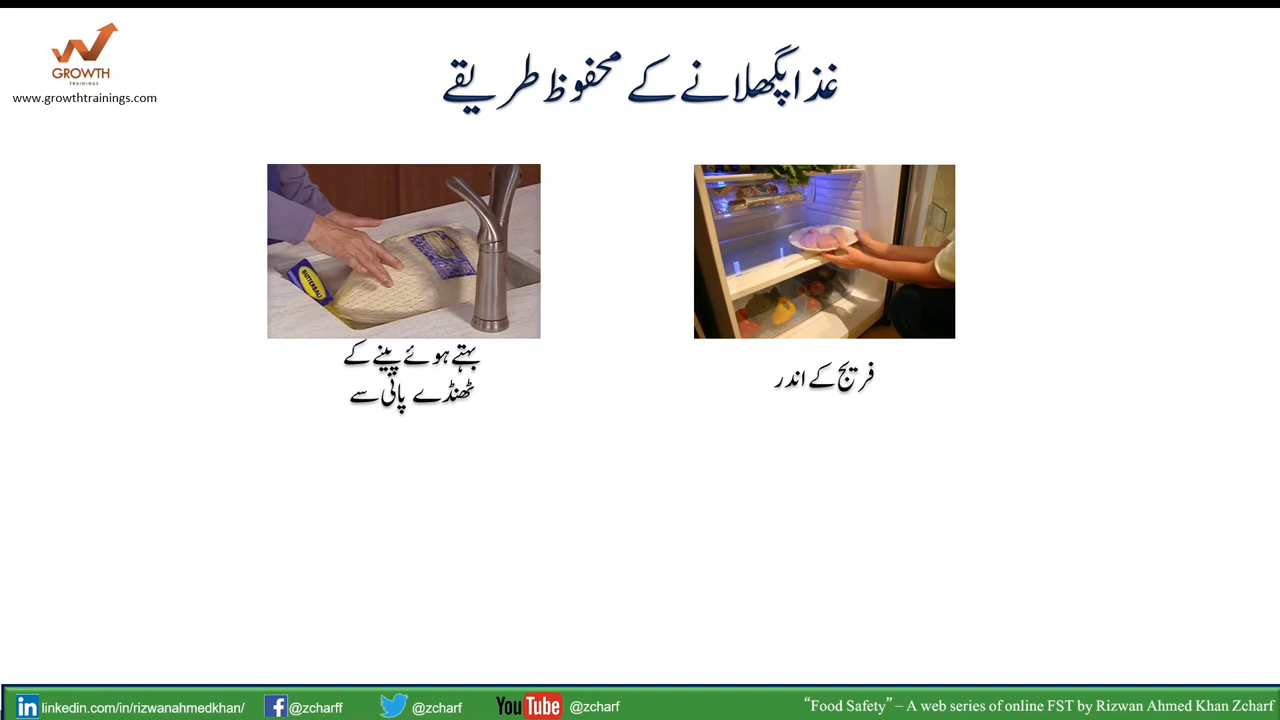 GROWTH
TRAININGS
www.growthtrainings.com
غذا پگھلانے کے محفوظ طریقے
BUTTERBALL
فریج کے اندر
بہتے ہوئے پینے کے
ٹھنڈے پانی سے
linkedin.com/in/rizwanahmedkhan/
@zcharff
@zcharf
YouTube @zcharf
“Food Safety” – A web series of online FST by Rizwan Ahmed Khan Zcharf